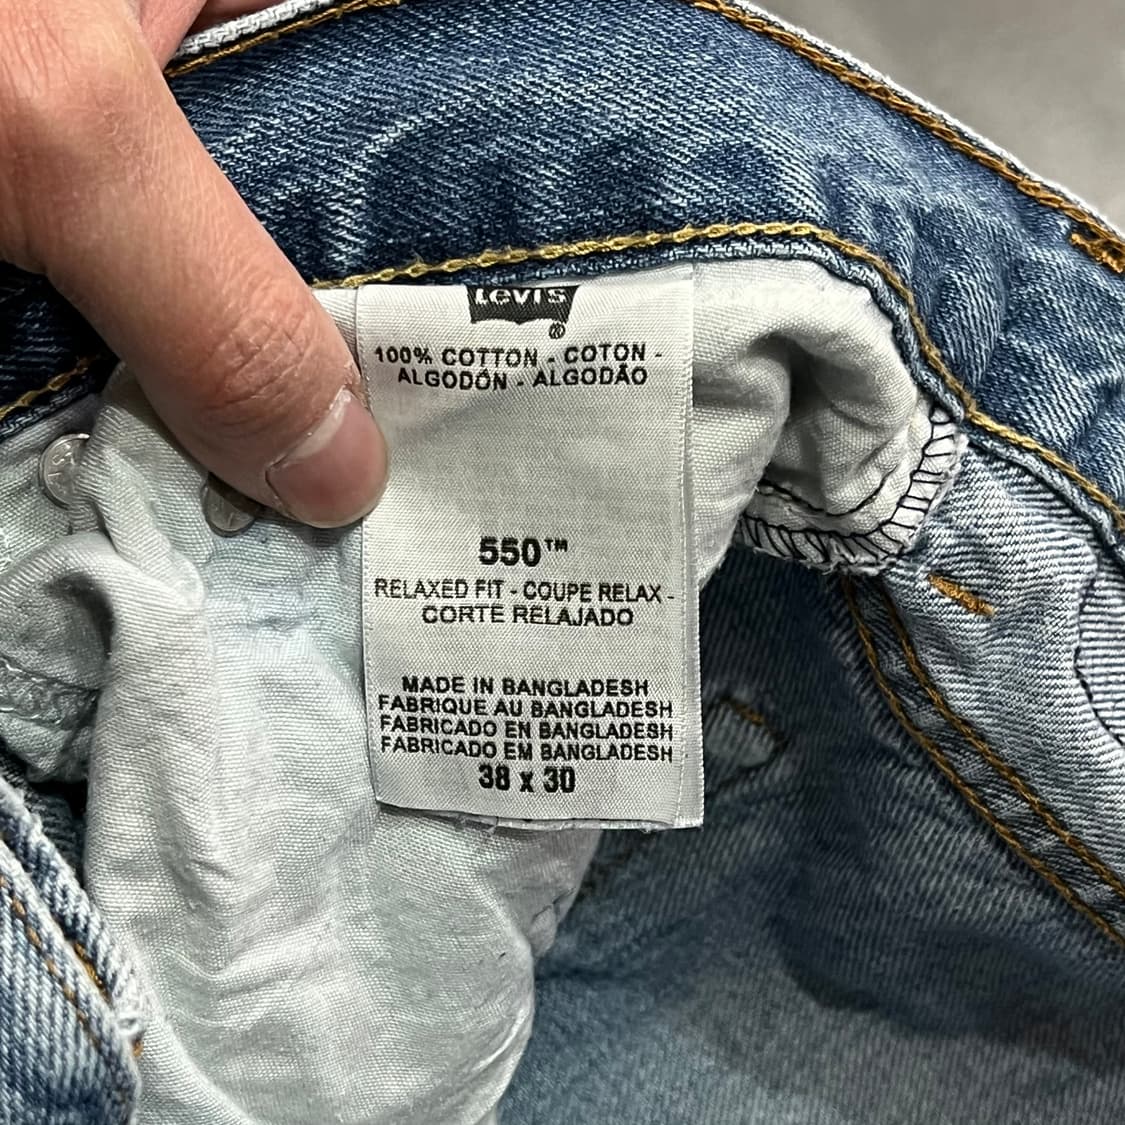 Levi's
®
100% COTTON - COTON -
ALGODÓN - ALGODÃO
550™
RELAXED FIT - COUPE RELAX -
CORTE RELAJADO
MADE IN BANGLADESH
FABRIQUE AU BANGLADESH
FABRICADO EN BANGLADESH
FABRICADO EM BANGLADESH
38 x 30